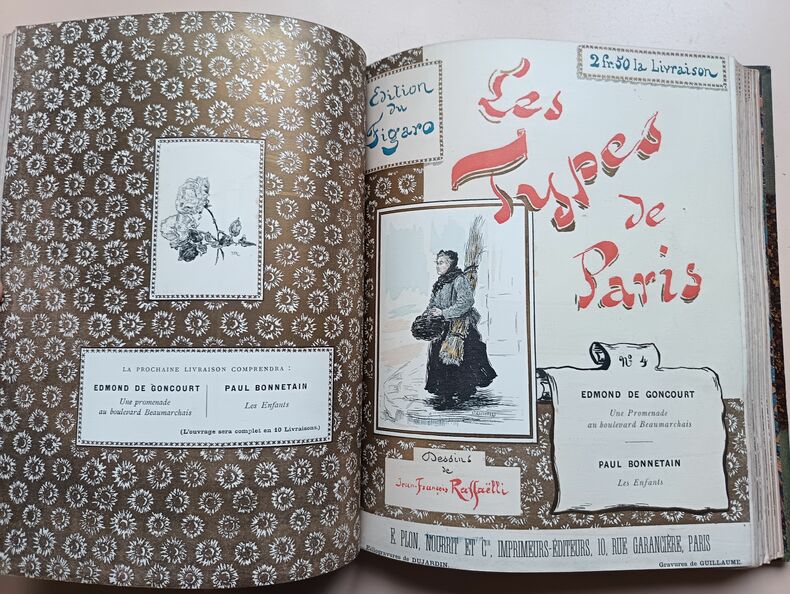 LA PROCHAINE LIVRAISON COMPRENDRA :
EDMOND DE GONCOURT
Une promenade
au boulevard Beaumarchais
PAUL BONNETAIN
Les Enfants
(L'ouvrage sera complet en 10 Livraisons.)
Edition
du
Figaro
2 fr. 50 la Livraison
Les
Types
de
Paris
N° 4
EDMOND DE GONCOURT
Une Promenade
au boulevard Beaumarchais
PAUL BONNETAIN
Les Enfants
Dessins
de
Jean-François Raffaëlli
E. PLON, NOURRIT ET Cie, IMPRIMEURS-ÉDITEURS, 10, RUE GARANCIÈRE, PARIS
de DUJARDIN.
Gravures de GUILLAUME.